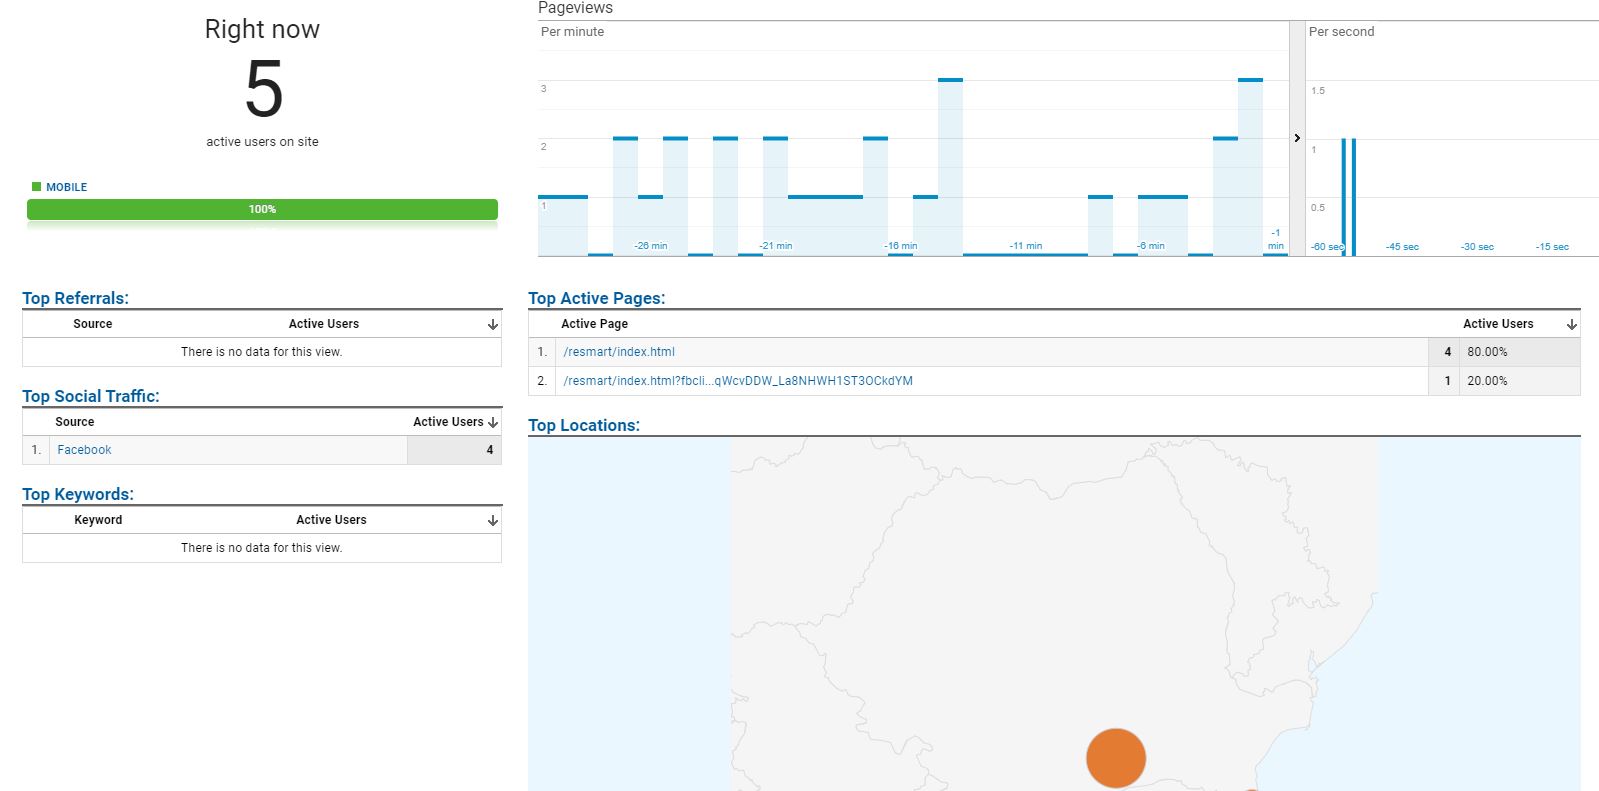 Right now
5
active users on site
MOBILE
100%
Pageviews
Per minute
3
2
1
-26 min
-21 min
-16 min
-11 min
-6 min
-1
min
Per second
1.5
1
0.5
-60 sec
-45 sec
-30 sec
-15 sec
Top Referrals:
Source Active Users
There is no data for this view.
Top Social Traffic:
Source Active Users
1. Facebook 4
Top Keywords:
Keyword Active Users
There is no data for this view.
Top Active Pages:
Active Page Active Users
1. /resmart/index.html 4 80.00%
2. /resmart/index.html?fbcli...qWcvDDW_La8NHWH1ST3OCkdYM 1 20.00%
Top Locations: